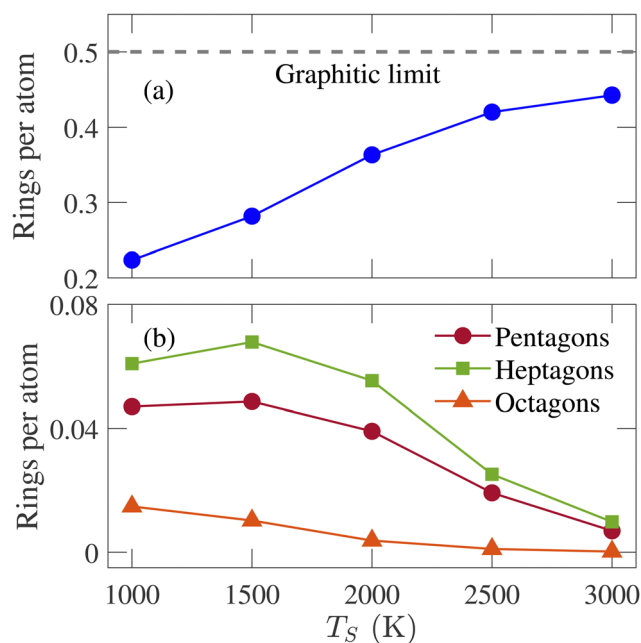 0.5
Graphitic limit
(a)
0.4
0.3
0.2
Rings per atom
0.08
(b)
Pentagons
Heptagons
Octagons
0.04
0
Rings per atom
1000 1500 2000 2500 3000
T_S (K)